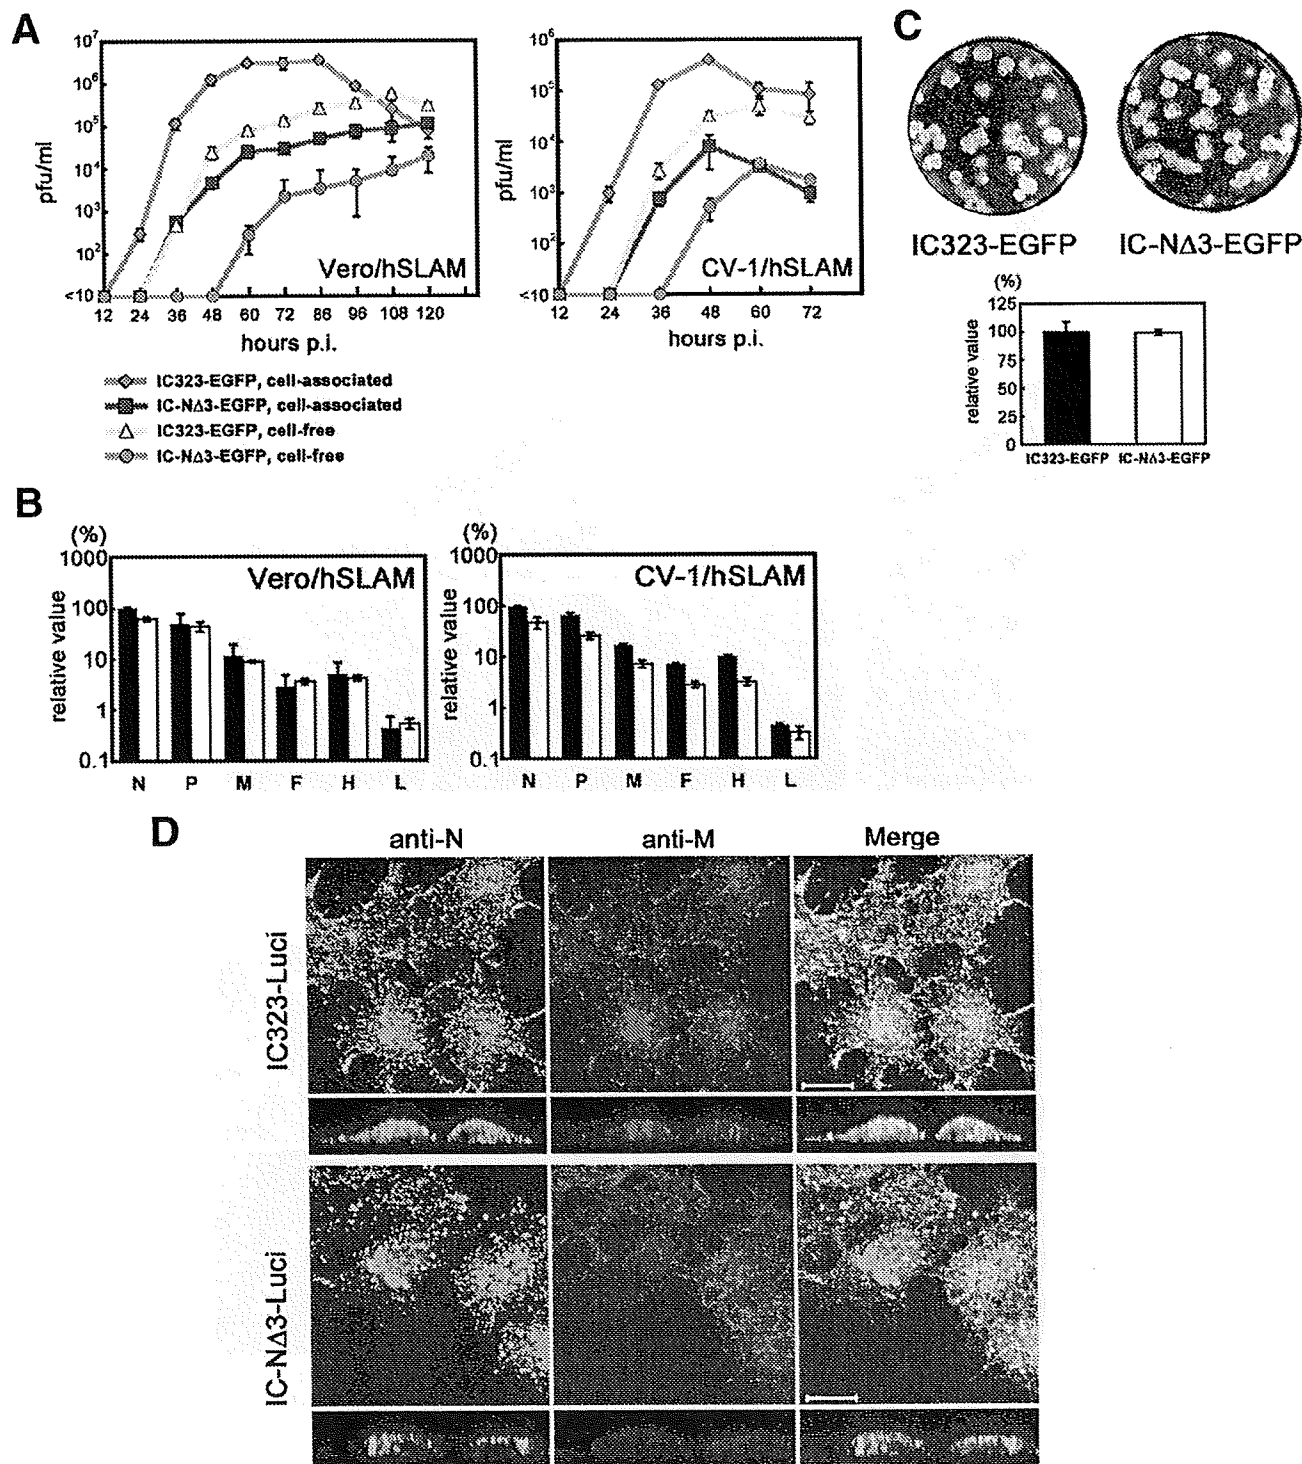 A
10⁷
10⁶
10⁵
10⁴
10³
10²
<10
pfu/ml
12 24 36 48 60 72 86 96 108 120
hours p.i.
Vero/hSLAM
10⁶
10⁵
10⁴
10³
10²
<10
pfu/ml
12 24 36 48 60 72
hours p.i.
CV-1/hSLAM
IC323-EGFP, cell-associated
IC-NΔ3-EGFP, cell-associated
IC323-EGFP, cell-free
IC-NΔ3-EGFP, cell-free
C
IC323-EGFP
IC-NΔ3-EGFP
(%)
125
100
75
50
25
0
relative value
IC323-EGFP IC-NΔ3-EGFP
B
(%)
1000
100
10
1
0.1
relative value
Vero/hSLAM
N P M F H L
1000
100
10
1
0.1
relative value
CV-1/hSLAM
N P M F H L
D
anti-N
anti-M
Merge
IC323-Luci
IC-NΔ3-Luci